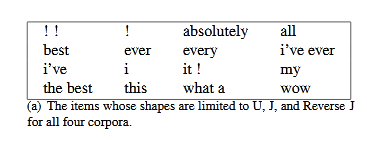 ! ! ! absolutely all
best ever every i've ever
i've i it ! my
the best this what a wow
(a) The items whose shapes are limited to U, J, and Reverse J
for all four corpora.